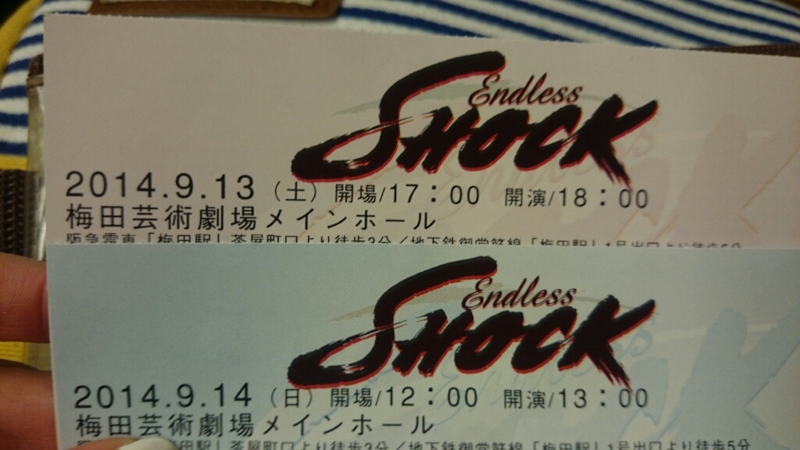 Endless
SHOCK
2014.9.13（土）開場/17：00 開演/18：00
梅田芸術劇場メインホール
阪急電車「梅田駅」茶屋町口より徒歩3分／地下鉄御堂筋線「梅田駅」1号出口より徒歩5分
Endless
SHOCK
2014.9.14（日）開場/12：00 開演/13：00
梅田芸術劇場メインホール
田駅」茶屋町口より徒歩3分／地下鉄御堂筋線「梅田駅」1号出口より徒歩5分